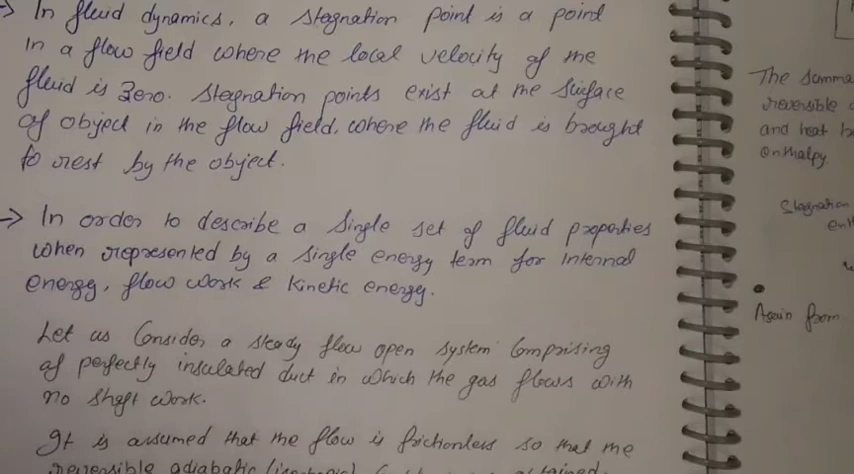 → In fluid dynamics, a stagnation point is a point
in a flow field where the local velocity of the
fluid is zero. Stagnation points exist at the surface
of object in the flow field, where the fluid is brought
to rest by the object.
→ In order to describe a single set of fluid properties
when represented by a single energy term for internal
energy, flow work & kinetic energy.
Let us Consider a steady flow open system Comprising
of perfectly insulated duct in which the gas flows with
no shaft work.
It is assumed that the flow is frictionless so that the
reversible adiabatic
The summa
reversible
and heat
enthalpy.
Stagnation
enth
Again from